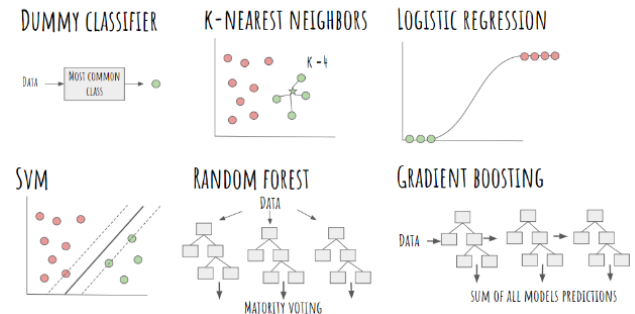 DUMMY CLASSIFIER
K-NEAREST NEIGHBORS
LOGISTIC REGRESSION
DATA
MOST COMMON
CLASS
K =4
SVM
RANDOM FOREST
GRADIENT BOOSTING
DATA
MATORITY VOTING
DATA
SUM OF ALL MODELS PREDICTIONS